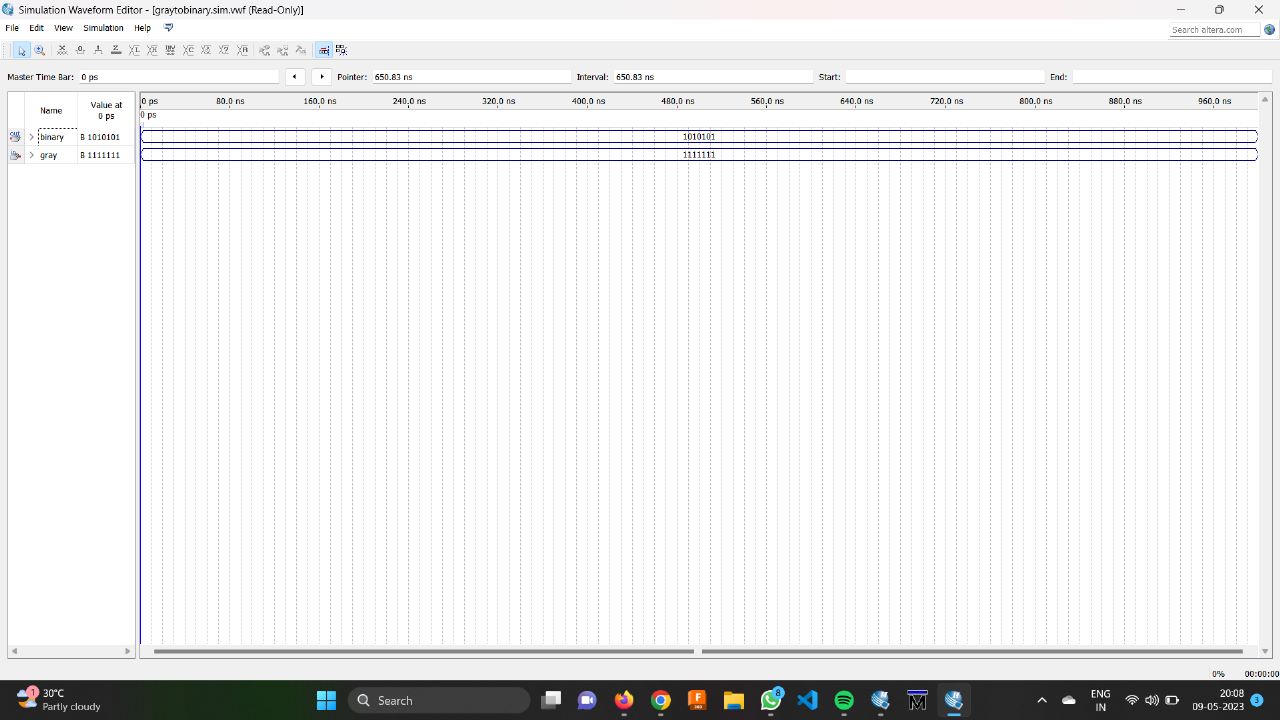 Simulation Waveform Editor - [graytobinary.sim.vwf (Read-Only)]
File Edit View Simulation Help
Search altera.com
Master Time Bar: 0 ps Pointer: 650.83 ns Interval: 650.83 ns Start: End:
Name Value at 0 ps
0 ps 80.0 ns 160.0 ns 240.0 ns 320.0 ns 400.0 ns 480.0 ns 560.0 ns 640.0 ns 720.0 ns 800.0 ns 880.0 ns 960.0 ns
0 ps
binary B 1010101 1010101
gray B 1111111 1111111
0% 00:00:00
1 30°C
Partly cloudy
Search
8
ENG
IN
20:08
09-05-2023
3